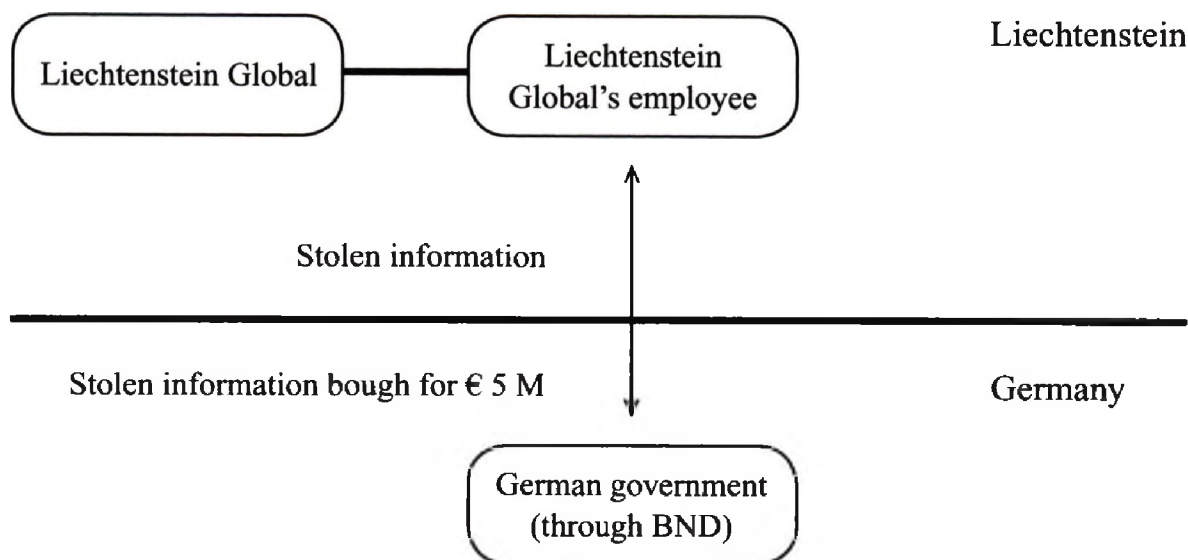 Liechtenstein
Liechtenstein Global
Liechtenstein
Global's employee
Stolen information
Stolen information bough for € 5 M
Germany
German government
(through BND)